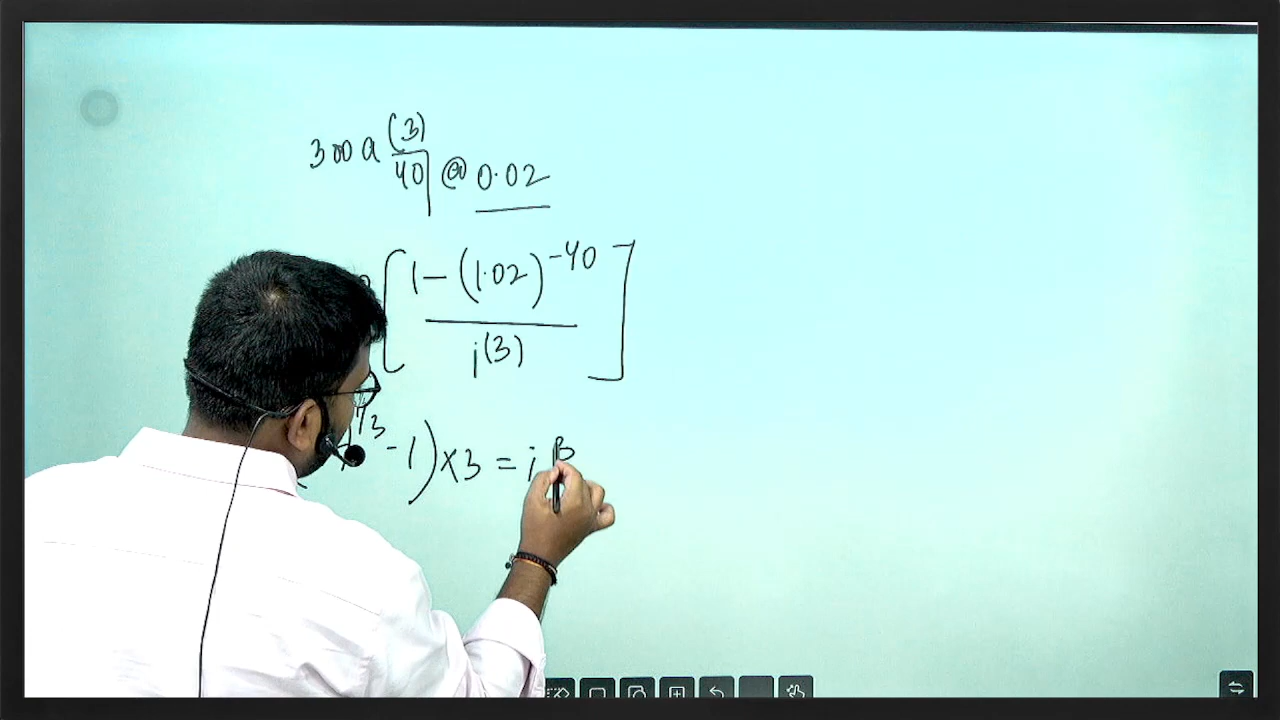 300 a (3) 40| @ 0.02
[ 1 - (1.02)^-40 / i(3) ]
1/3 - 1) × 3 = i